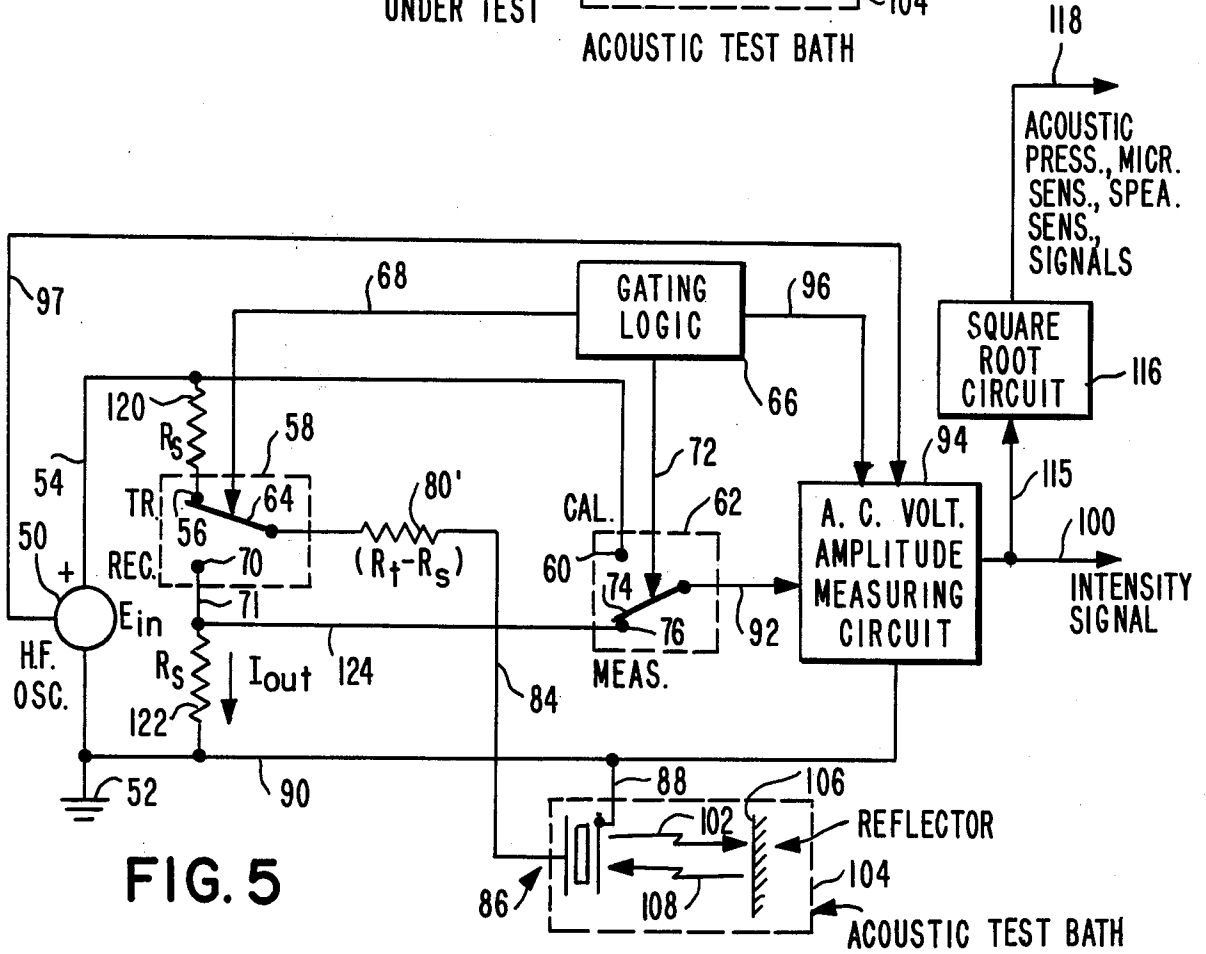 UNDER TEST
104
ACOUSTIC TEST BATH
118
ACOUSTIC
PRESS., MICR.
SENS., SPEA.
SENS.,
SIGNALS
97
68
GATING
LOGIC
96
66
SQUARE
ROOT
CIRCUIT
116
120
Rs
58
54
TR.
56
64
80'
(Rt-Rs)
72
CAL.
62
60
94
115
100
50
+
REC.
70
71
Ein
74
76
92
A. C. VOLT.
AMPLITUDE
MEASURING
CIRCUIT
INTENSITY
SIGNAL
H.F.
OSC.
Rs
Iout
122
124
MEAS.
84
52
90
88
106
102
REFLECTOR
FIG. 5
86
108
104
ACOUSTIC TEST BATH